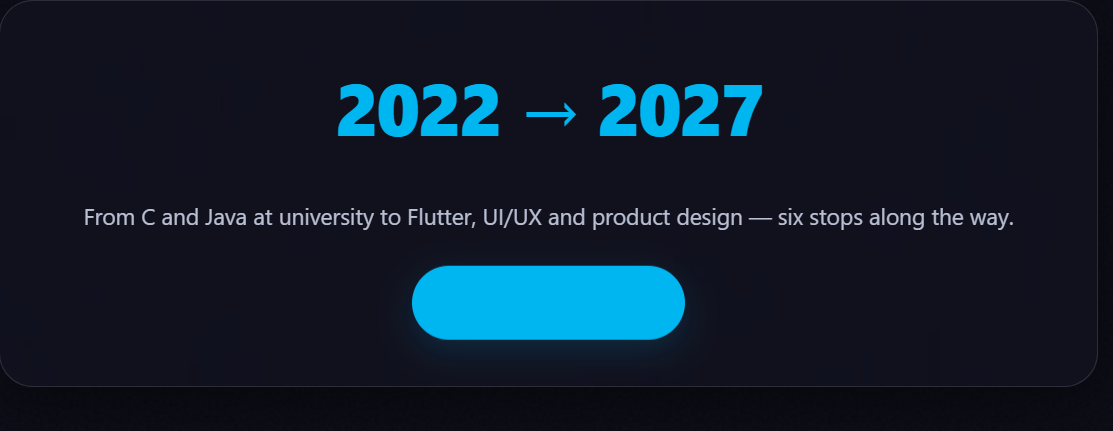 2022 → 2027
From C and Java at university to Flutter, UI/UX and product design — six stops along the way.